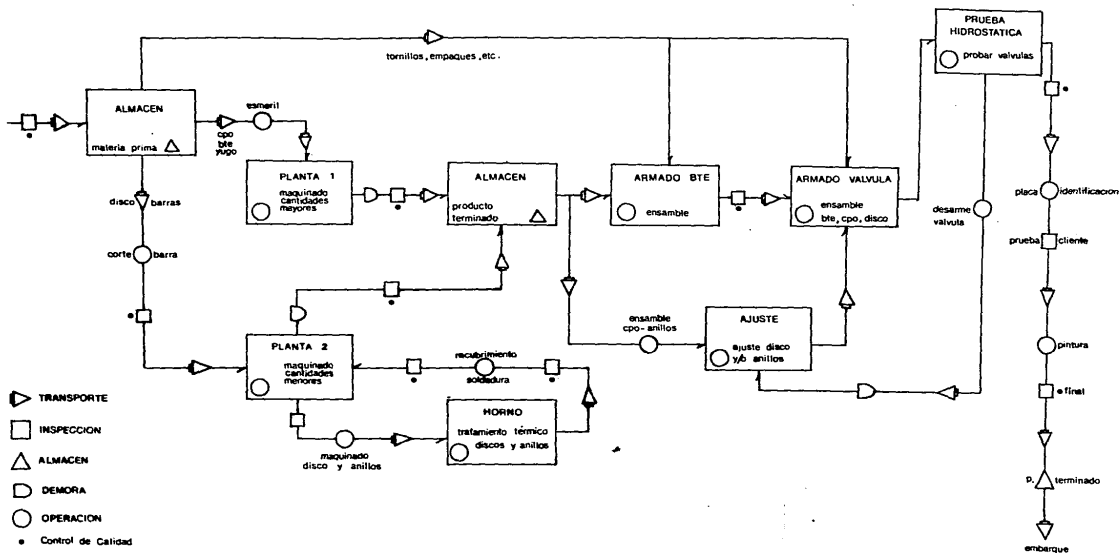 PRUEBA
HIDROSTATICA
probar valvulas
tornillos, empaques, etc.
ALMACEN
materia prima
cpo
bte
yugo
esmeril
PLANTA 1
maquinado
cantidades
mayores
ALMACEN
producto
terminado
ARMADO BTE
ensamble
ARMADO VALVULA
ensamble
bte, cpo, disco
desarme
valvula
placa identificacion
prueba cliente
pintura
final
p. terminado
embarque
disco barras
corte barra
PLANTA 2
maquinado
cantidades
menores
recubrimiento
soldadura
HORNO
tratamiento térmico
discos y anillos
maquinado
disco y anillos
ensamble
cpo-anillos
AJUSTE
ajuste disco
y/o anillos
TRANSPORTE
INSPECCION
ALMACEN
DEMORA
OPERACION
Control de Calidad